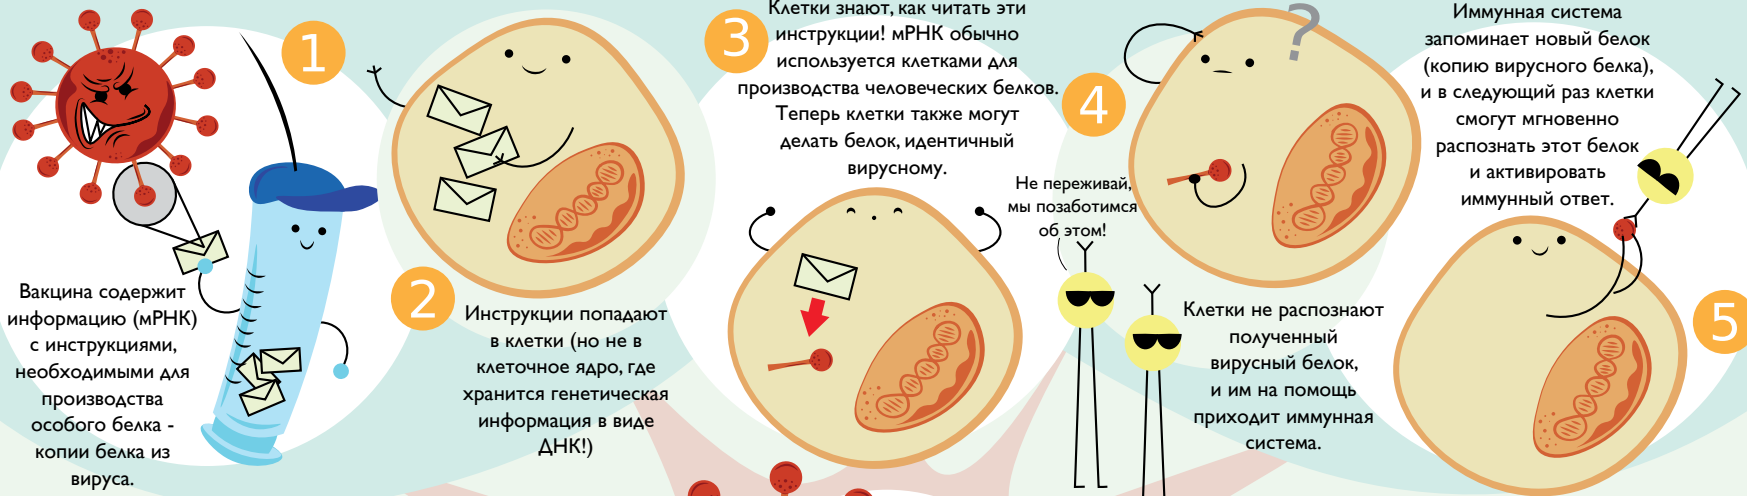 1
Вакцина содержит
информацию (мРНК)
с инструкциями,
необходимыми для
производства
особого белка -
копии белка из
вируса.
2
Инструкции попадают
в клетки (но не в
клеточное ядро, где
хранится генетическая
информация в виде
ДНК!)
3
Клетки знают, как читать эти
инструкции! мРНК обычно
используется клетками для
производства человеческих белков.
Теперь клетки также могут
делать белок, идентичный
вирусному.
4
?
Не переживай,
мы позаботимся
об этом!
Клетки не распознают
полученный
вирусный белок,
и им на помощь
приходит иммунная
система.
Иммунная система
запоминает новый белок
(копию вирусного белка),
и в следующий раз клетки
смогут мгновенно
распознать этот белок
и активировать
иммунный ответ.
5